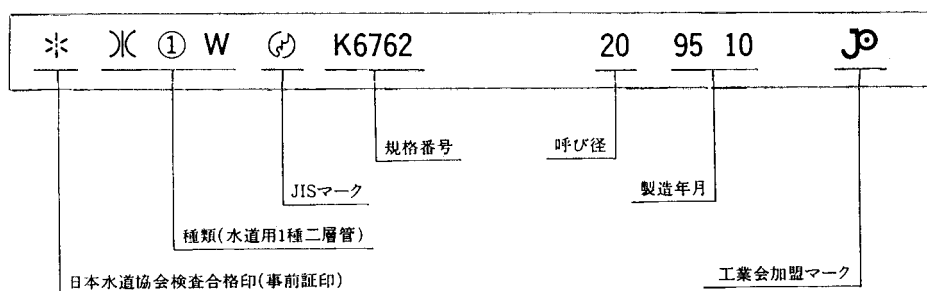 ① W K6762 20 95 10
規格番号
呼び径
JISマーク
製造年月
種類(水道用1種二層管)
日本水道協会検査合格印(事前証印)
工業会加盟マーク